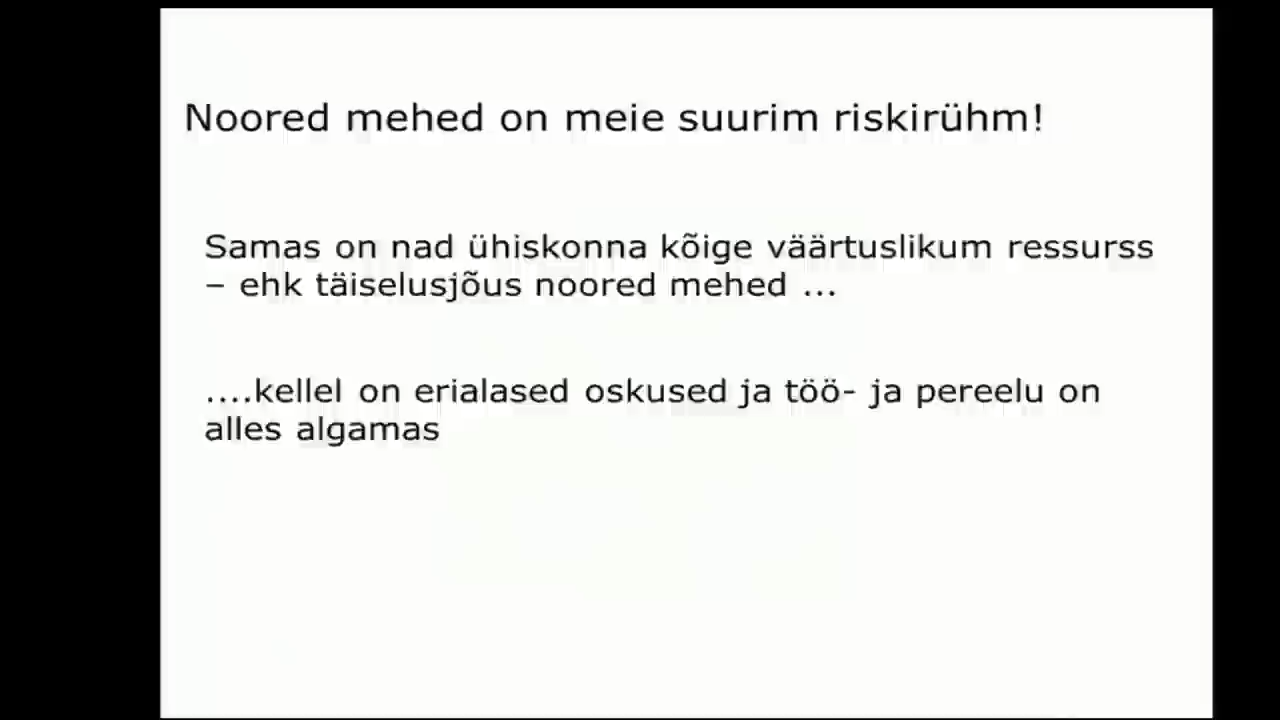 Noored mehed on meie suurim riskirühm!
Samas on nad ühiskonna kõige väärtuslikum ressurss
– ehk täiselusjõus noored mehed ...
....kellel on erialased oskused ja töö- ja pereelu on
alles algamas